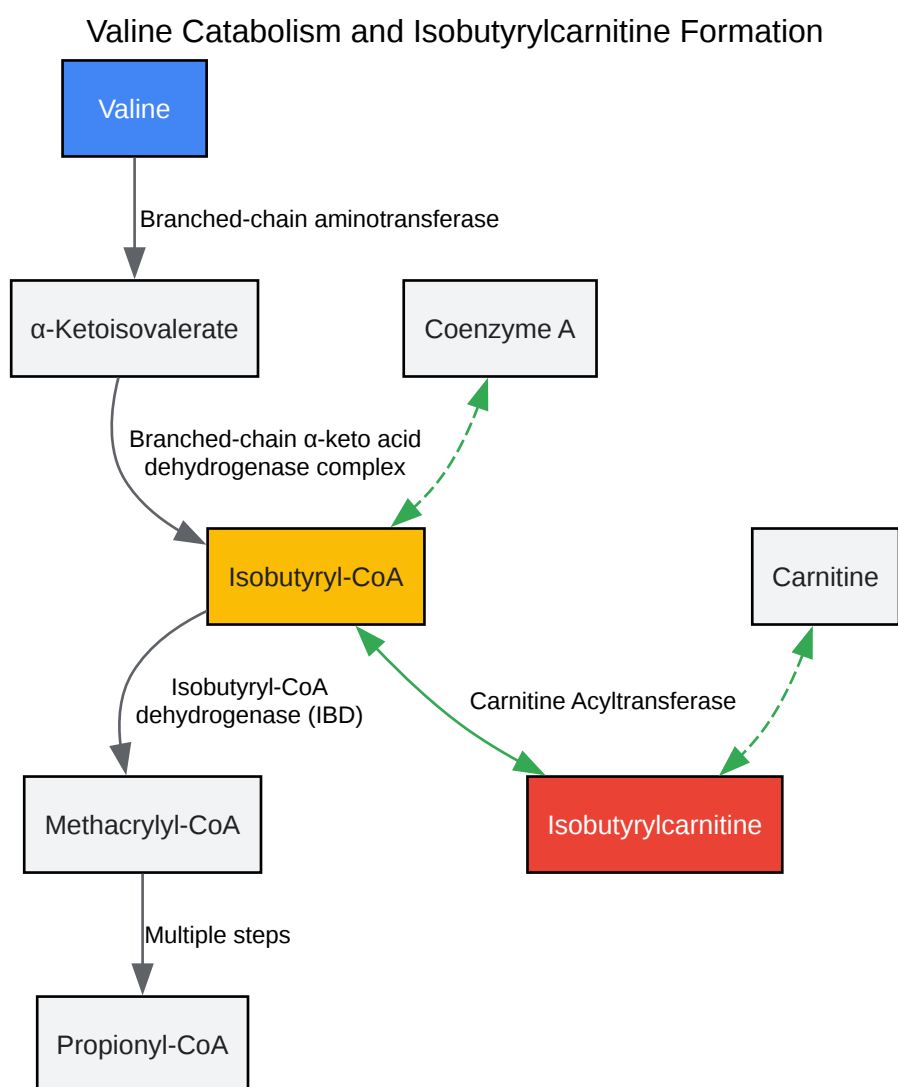 Valine Catabolism and Isobutyrylcarnitine Formation
Valine
Branched-chain aminotransferase
α-Ketoisovalerate
Coenzyme A
Branched-chain α-keto acid
dehydrogenase complex
Isobutyryl-CoA
Carnitine
Isobutyryl-CoA
dehydrogenase (IBD)
Carnitine Acyltransferase
Methacrylyl-CoA
Isobutyrylcarnitine
Multiple steps
Propionyl-CoA